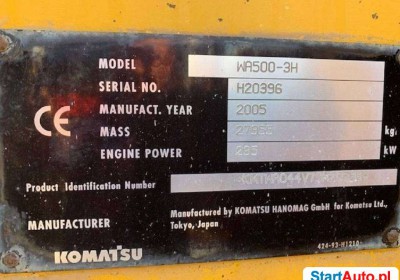 MODEL WA500-3H
SERIAL NO. H20396
MANUFACT. YEAR 2005
CE MASS kg.
ENGINE POWER kW
Product Identification Number
MANUFACTURER Manufactured by KOMATSU HANOMAG GmbH for Komatsu Ltd., Tokyo, Japan
KOMATSU
StartAuto.pl